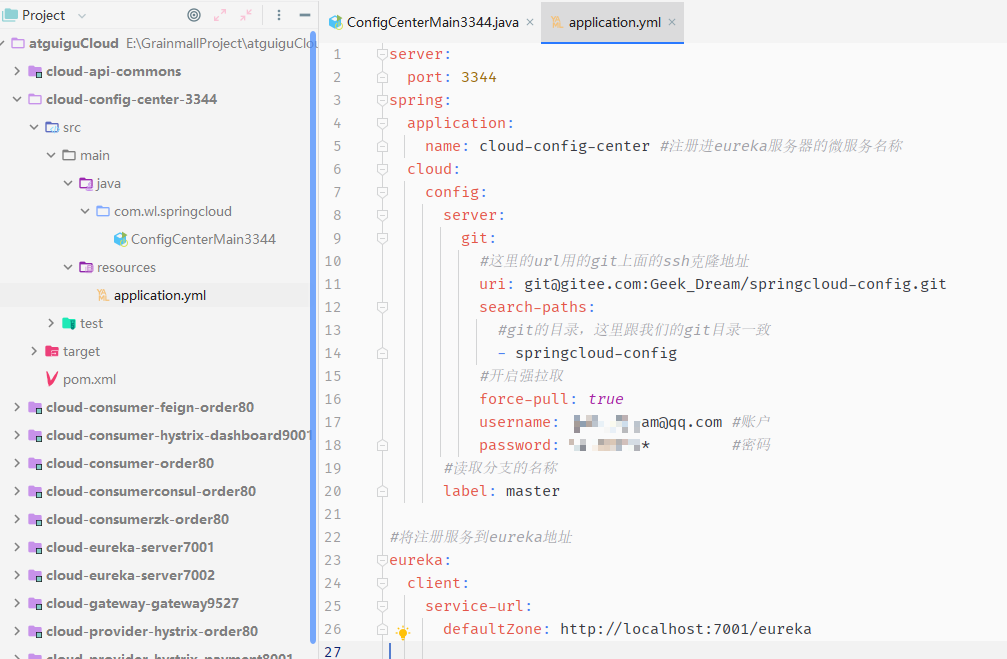 Project
atguiguCloud E:\GrainmallProject\atguiguClou
cloud-api-commons
cloud-config-center-3344
src
main
java
com.wl.springcloud
ConfigCenterMain3344
resources
application.yml
test
target
pom.xml
cloud-consumer-feign-order80
cloud-consumer-hystrix-dashboard9001
cloud-consumer-order80
cloud-consumerconsul-order80
cloud-consumerzk-order80
cloud-eureka-server7001
cloud-eureka-server7002
cloud-gateway-gateway9527
cloud-provider-hystrix-order80
cloud-provider-hystrix-payment8001
ConfigCenterMain3344.java × application.yml ×
1 server:
2 port: 3344
3 spring:
4 application:
5 name: cloud-config-center #注册进eureka服务器的微服务名称
6 cloud:
7 config:
8 server:
9 git:
10 #这里的url用的git上面的ssh克隆地址
11 uri: git@gitee.com:Geek_Dream/springcloud-config.git
12 search-paths:
13 #git的目录，这里跟我们的git目录一致
14 - springcloud-config
15 #开启强拉取
16 force-pull: true
17 username: am@qq.com #账户
18 password: * #密码
19 #读取分支的名称
20 label: master
21
22 #将注册服务到eureka地址
23 eureka:
24 client:
25 service-url:
26 defaultZone: http://localhost:7001/eureka
27